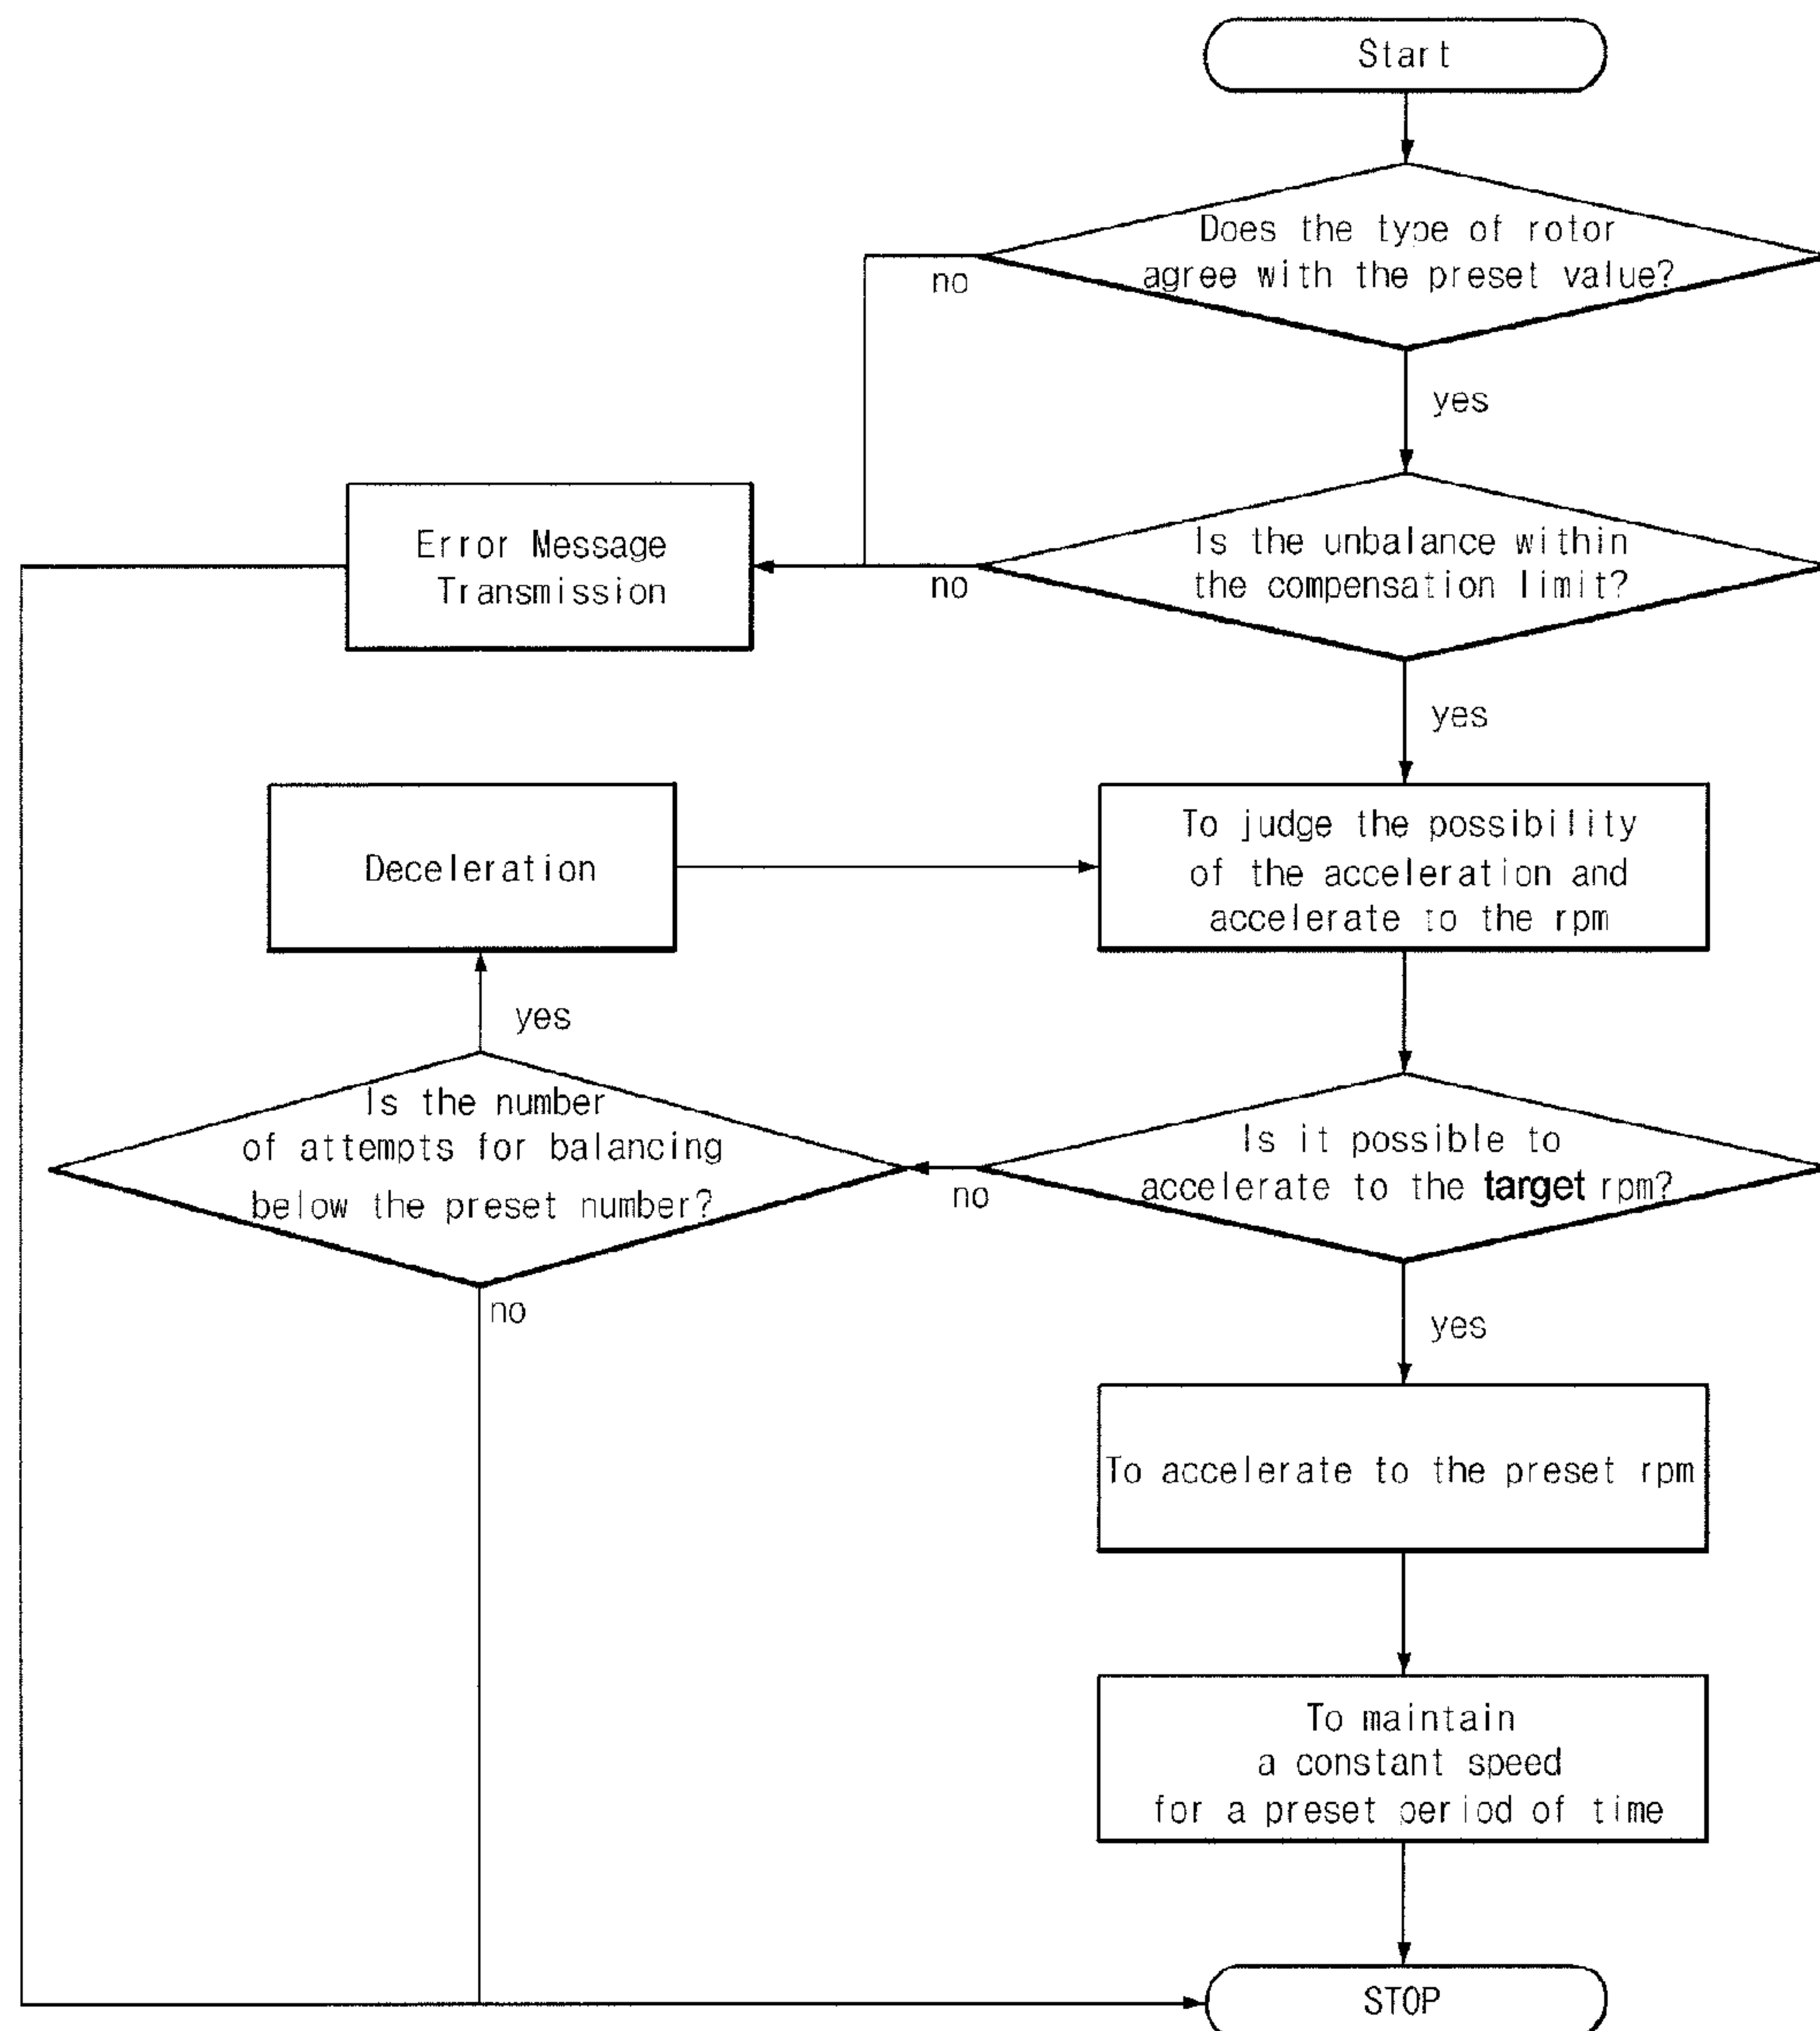 Start
Does the type of rotor
agree with the preset value?
no
yes
Error Message
Transmission
Is the unbalance within
the compensation limit?
no
yes
Deceleration
To judge the possibility
of the acceleration and
accelerate to the rpm
yes
Is the number
of attempts for balancing
below the preset number?
Is it possible to
accelerate to the target rpm?
no
no
yes
To accelerate to the preset rpm
To maintain
a constant speed
for a preset period of time
STOP